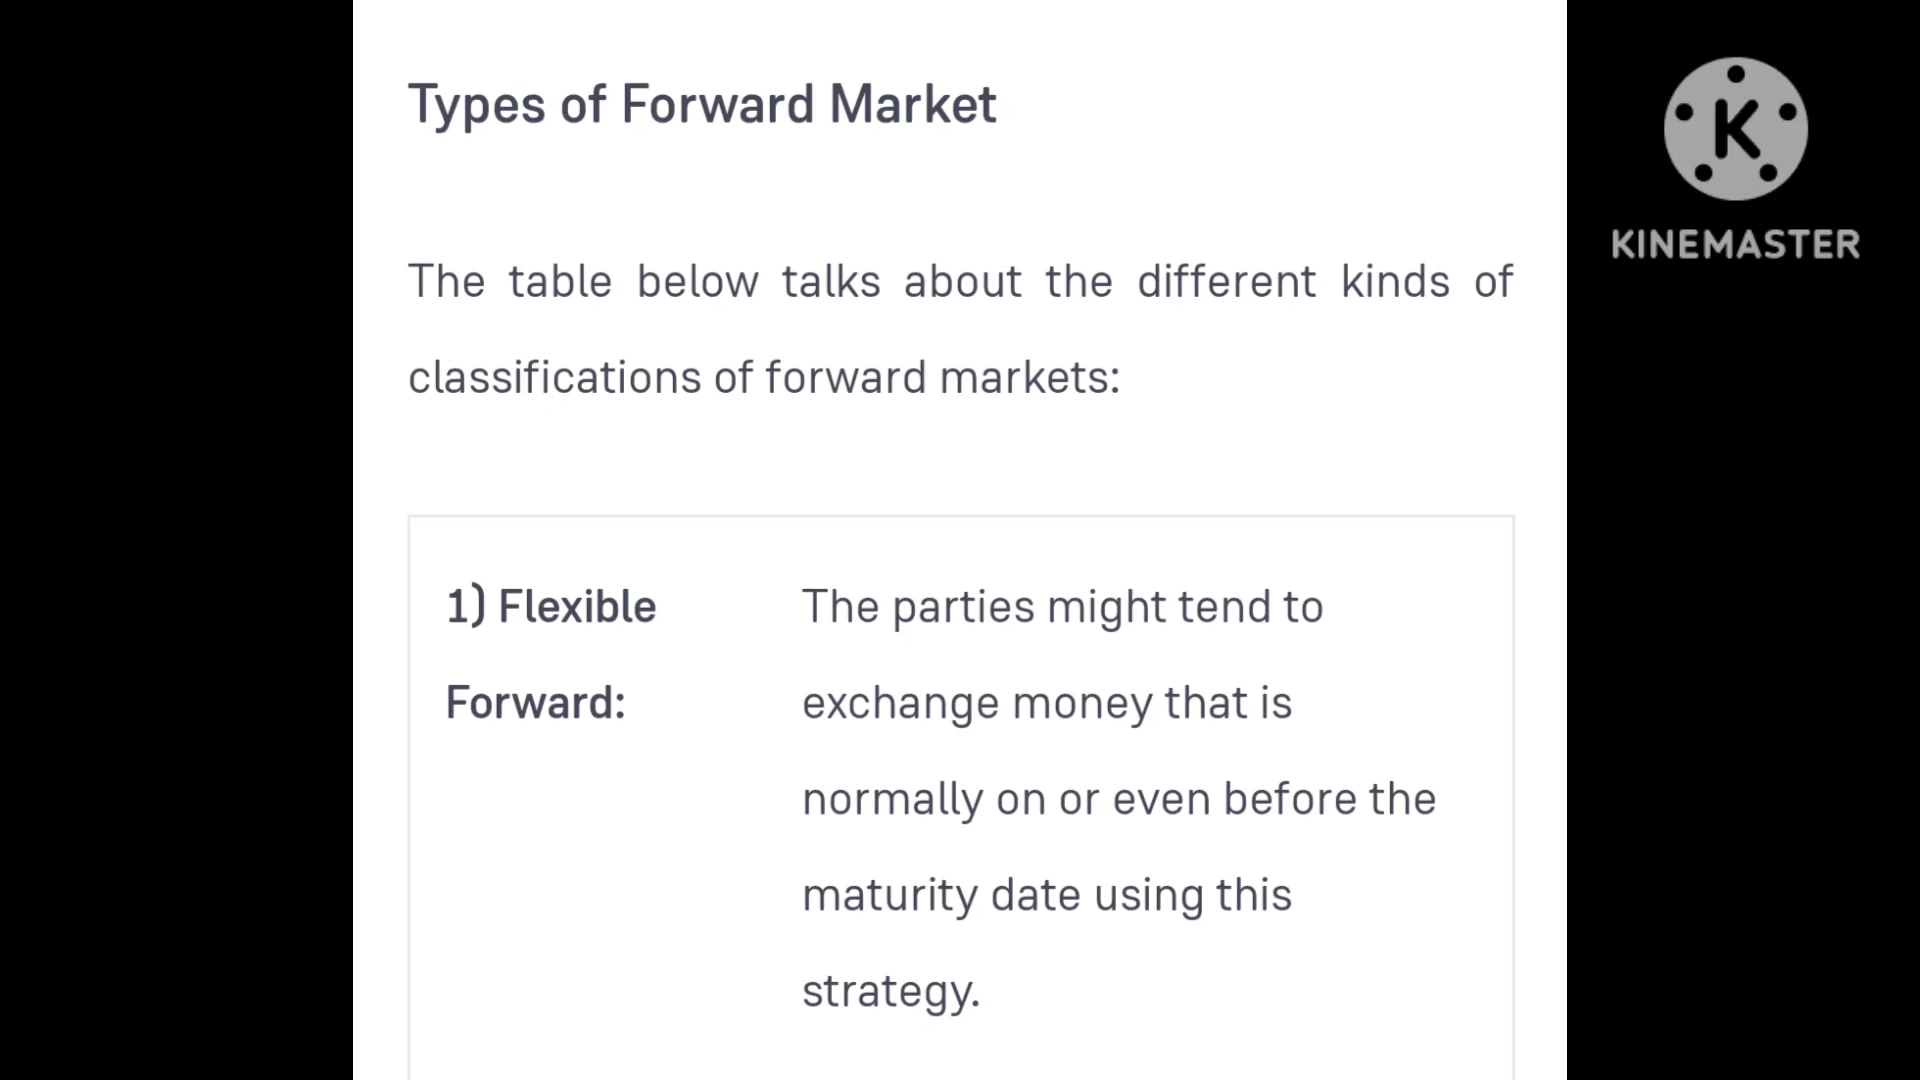 Types of Forward Market
The table below talks about the different kinds of
classifications of forward markets:
1) Flexible
Forward:
The parties might tend to
exchange money that is
normally on or even before the
maturity date using this
strategy.
K
KINEMASTER